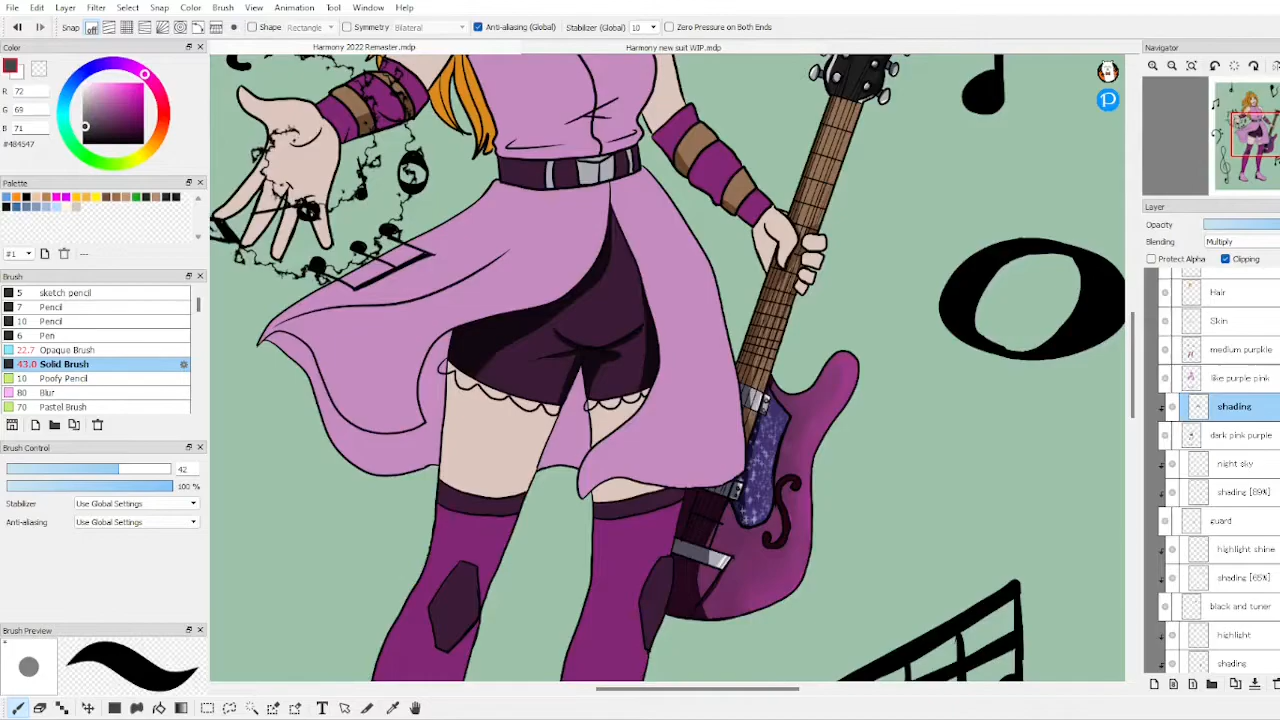 File Edit Layer Filter Select Snap Color Brush View Animation Tool Window Help
Snap off Shape Rectangle Symmetry Bilateral Anti-aliasing (Global) Stabilizer (Global) 10 Zero Pressure on Both Ends
Color
Harmony 2022 Remaster.mdp
Harmony new suit WIP.mdp
Navigator
R 72
G 69
B 71
#484547
Palette
#1
---
Brush
5 sketch pencil
7 Pencil
10 Pencil
6 Pen
22.7 Opaque Brush
43.0 Solid Brush
10 Poofy Pencil
80 Blur
70 Pastel Brush
Brush Control
42
100 %
Stabilizer Use Global Settings
Anti-aliasing Use Global Settings
Brush Preview
Layer
Opacity
Blending Multiply
Protect Alpha Clipping
Hair
Skin
medium purpkle
like purple pink
shading
dark pink purple
night sky
shading [89%]
guard
highlight shine
shading [65%]
black and tuner
highlight
shading